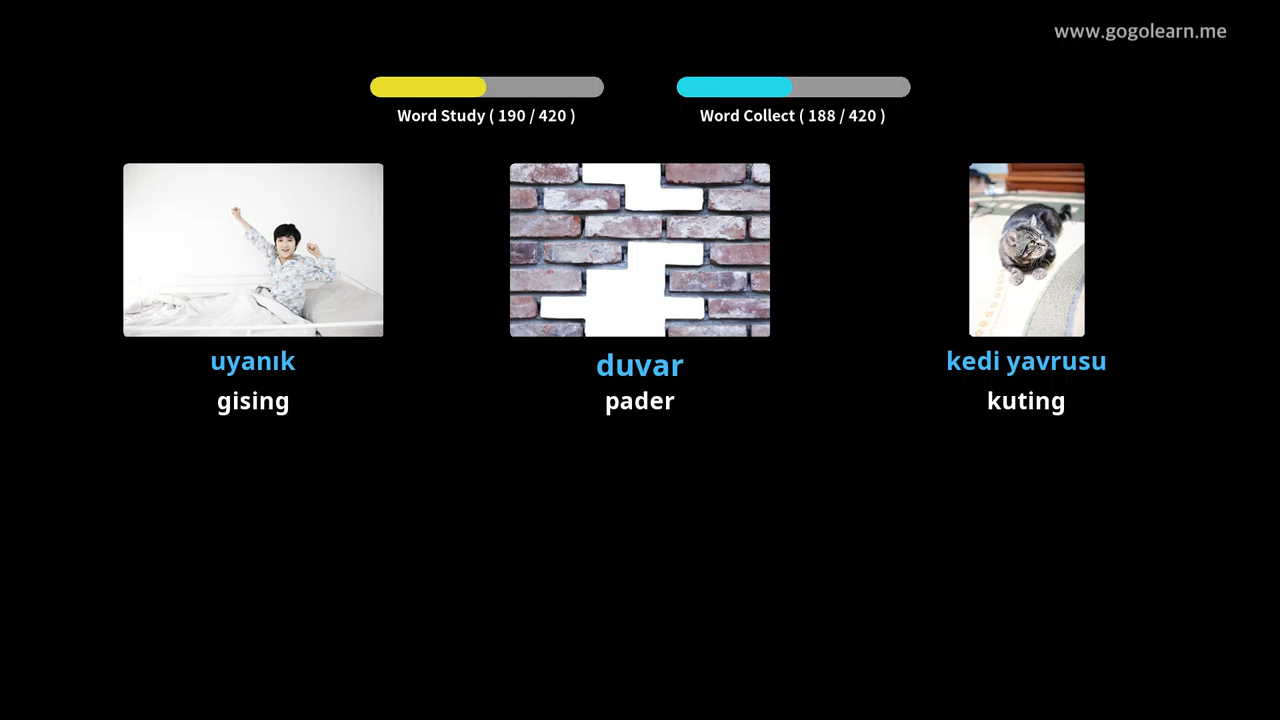 www.gogolearn.me
Word Study ( 190 / 420 )
Word Collect ( 188 / 420 )
uyanık
gising
duvar
pader
kedi yavrusu
kuting